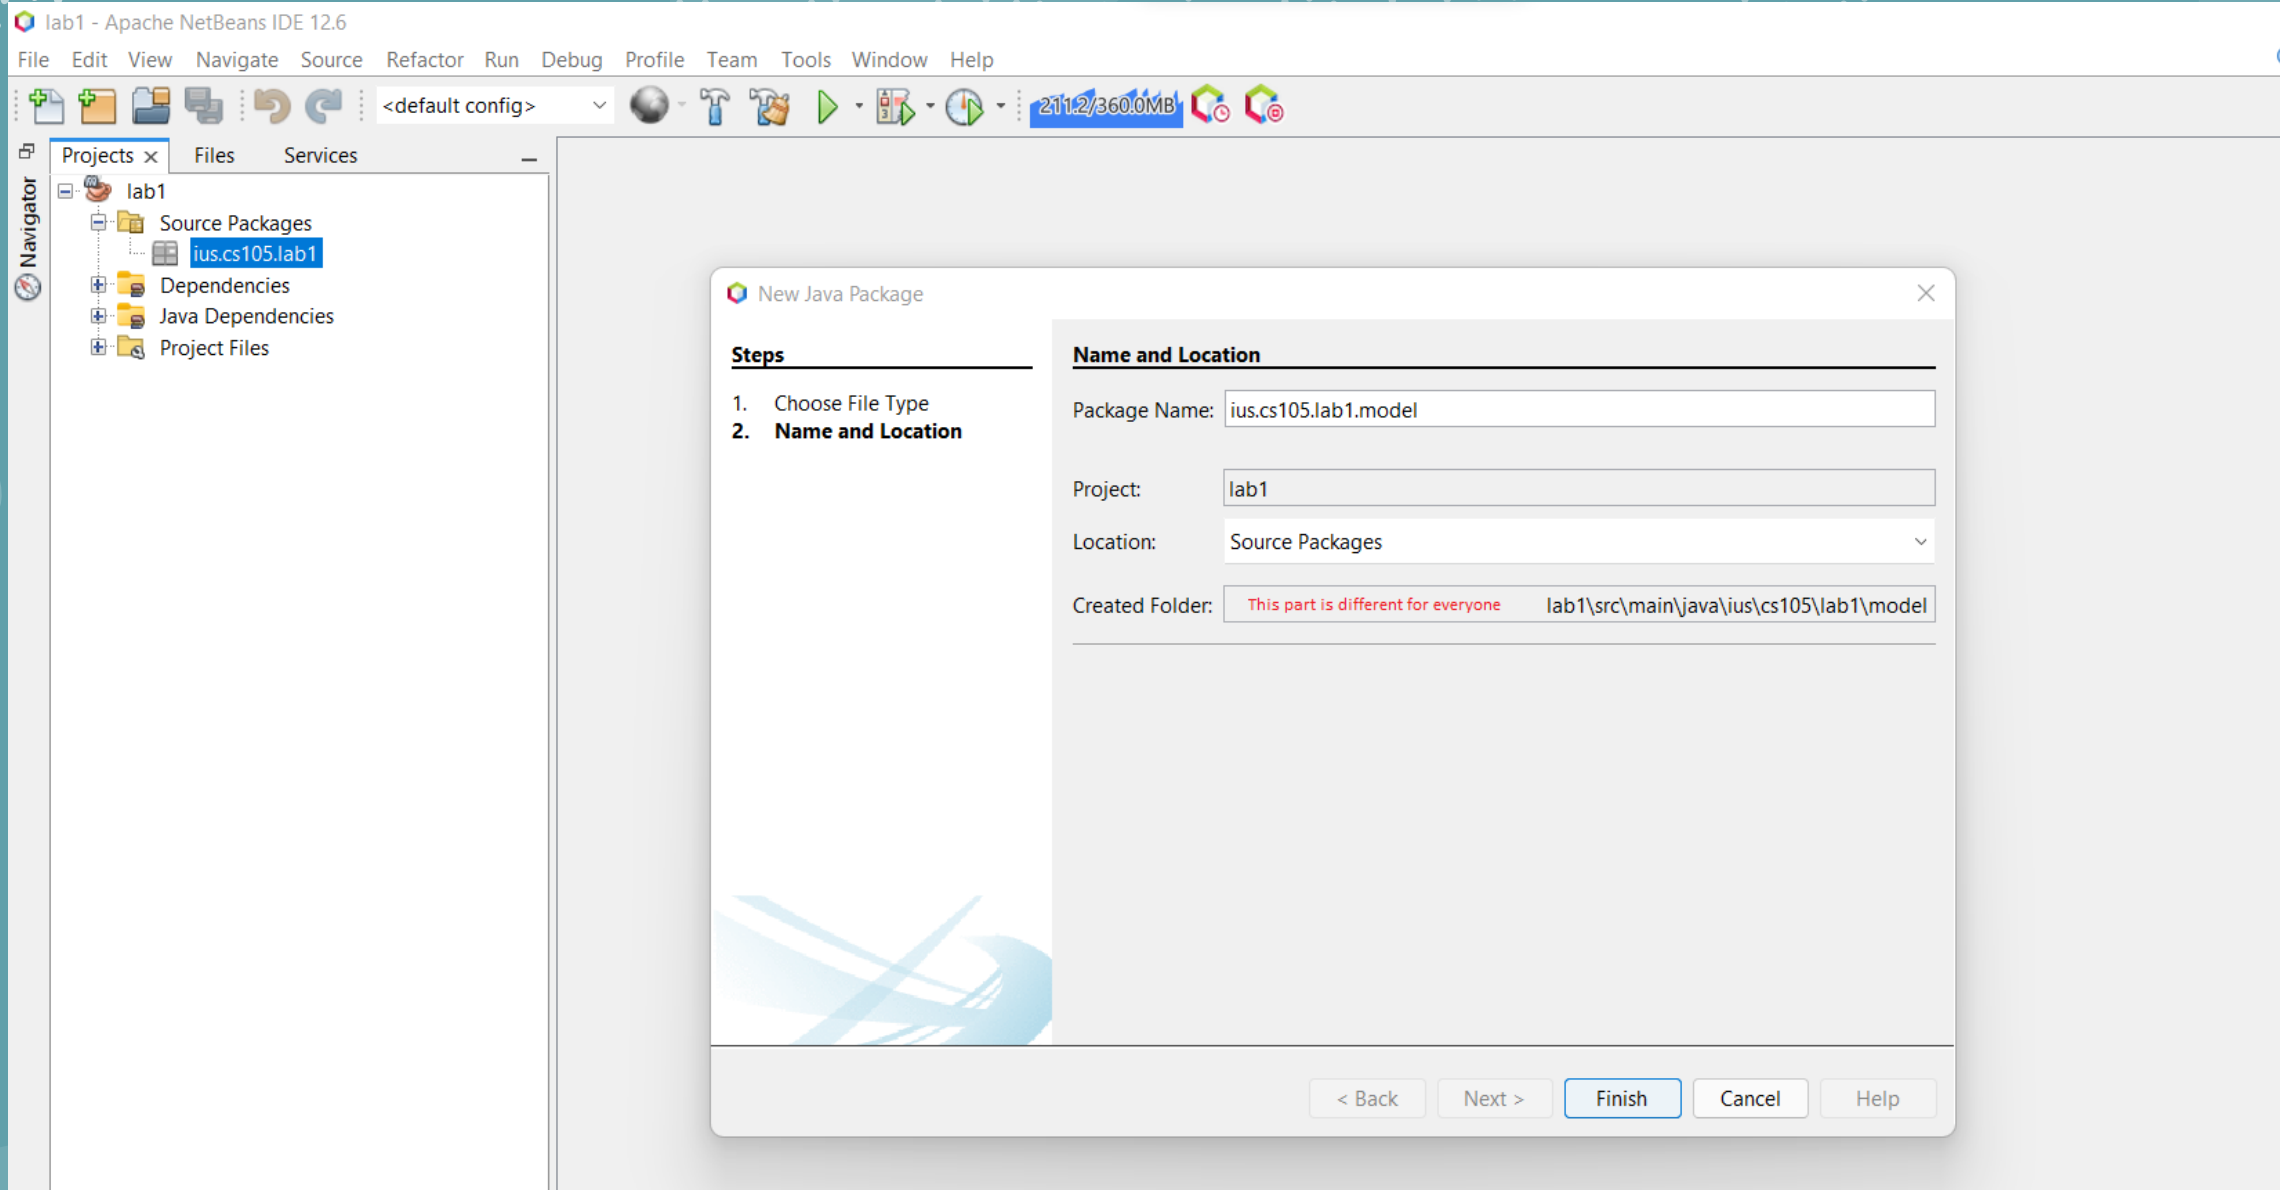 lab1 - Apache NetBeans IDE 12.6
File Edit View Navigate Source Refactor Run Debug Profile Team Tools Window Help
<default config> 211.2/360.0MB
Projects Files Services
Navigator
lab1
Source Packages
ius.cs105.lab1
Dependencies
Java Dependencies
Project Files
New Java Package
Steps
1. Choose File Type
2. Name and Location
Name and Location
Package Name: ius.cs105.lab1.model
Project: lab1
Location: Source Packages
Created Folder: This part is different for everyone lab1\src\main\java\ius\cs105\lab1\model
< Back Next > Finish Cancel Help